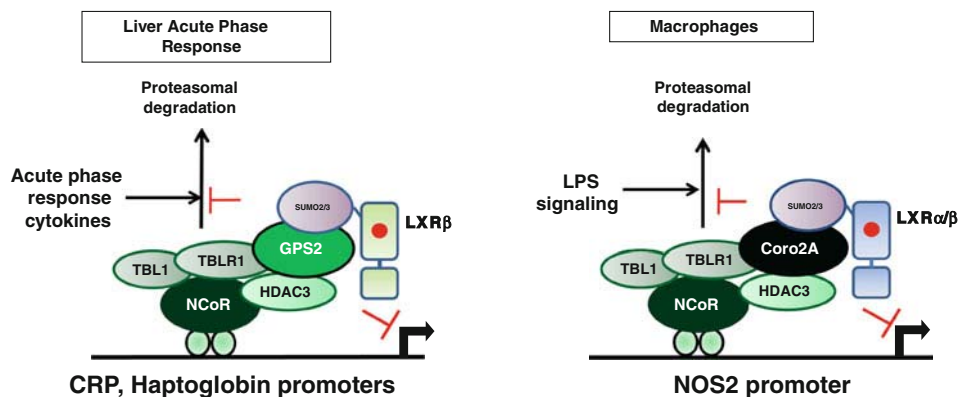 Liver Acute Phase
Response
Proteasomal
degradation
Acute phase
response
cytokines
SUMO2/3
LXRβ
GPS2
TBLR1
TBL1
HDAC3
NCoR
CRP, Haptoglobin promoters
Macrophages
Proteasomal
degradation
LPS
signaling
SUMO2/3
LXRα/β
Coro2A
TBLR1
TBL1
HDAC3
NCoR
NOS2 promoter